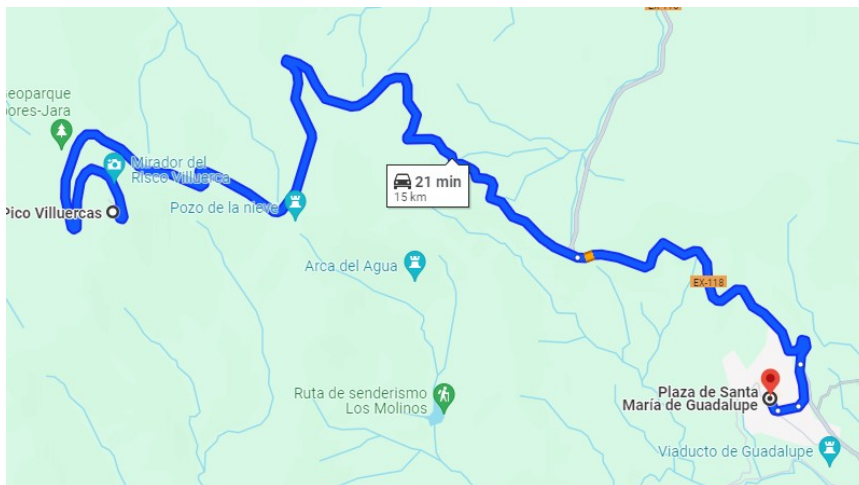 eoparque
ores-Jara
Mirador del
Risco Villuerca
Pico Villuercas
Pozo de la nieve
21 min
15 km
Arca del Agua
EX-118
Ruta de senderismo
Los Molinos
Plaza de Santa
María de Guadalupe
Viaducto de Guadalupe